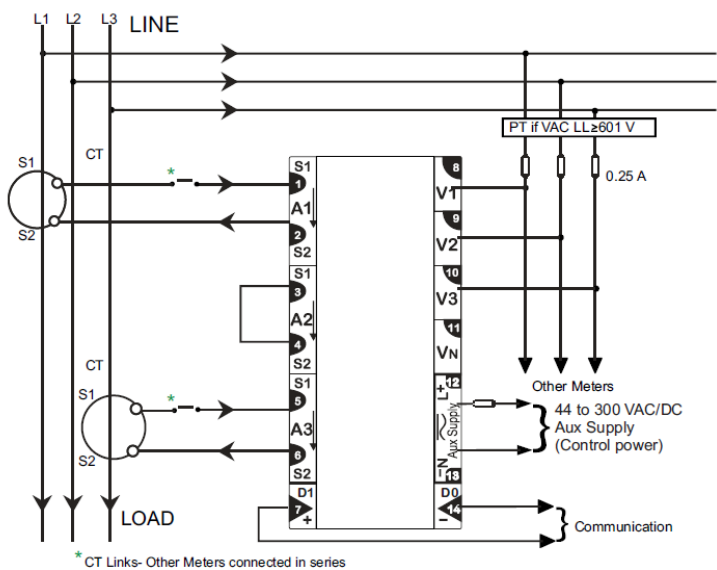 L1 L2 L3 LINE
PT if VAC LL≥601 V
0.25 A
CT
S1
S2
*
S1
1
A1
2
S2
S1
3
A2
4
S2
S1
5
A3
6
S2
D1
7
+
8
V1
9
V2
10
V3
11
VN
12
L+
Aux Supply
N−
13
D0
14
−
CT
S1
S2
*
Other Meters
44 to 300 VAC/DC
Aux Supply
(Control power)
Communication
LOAD
* CT Links- Other Meters connected in series